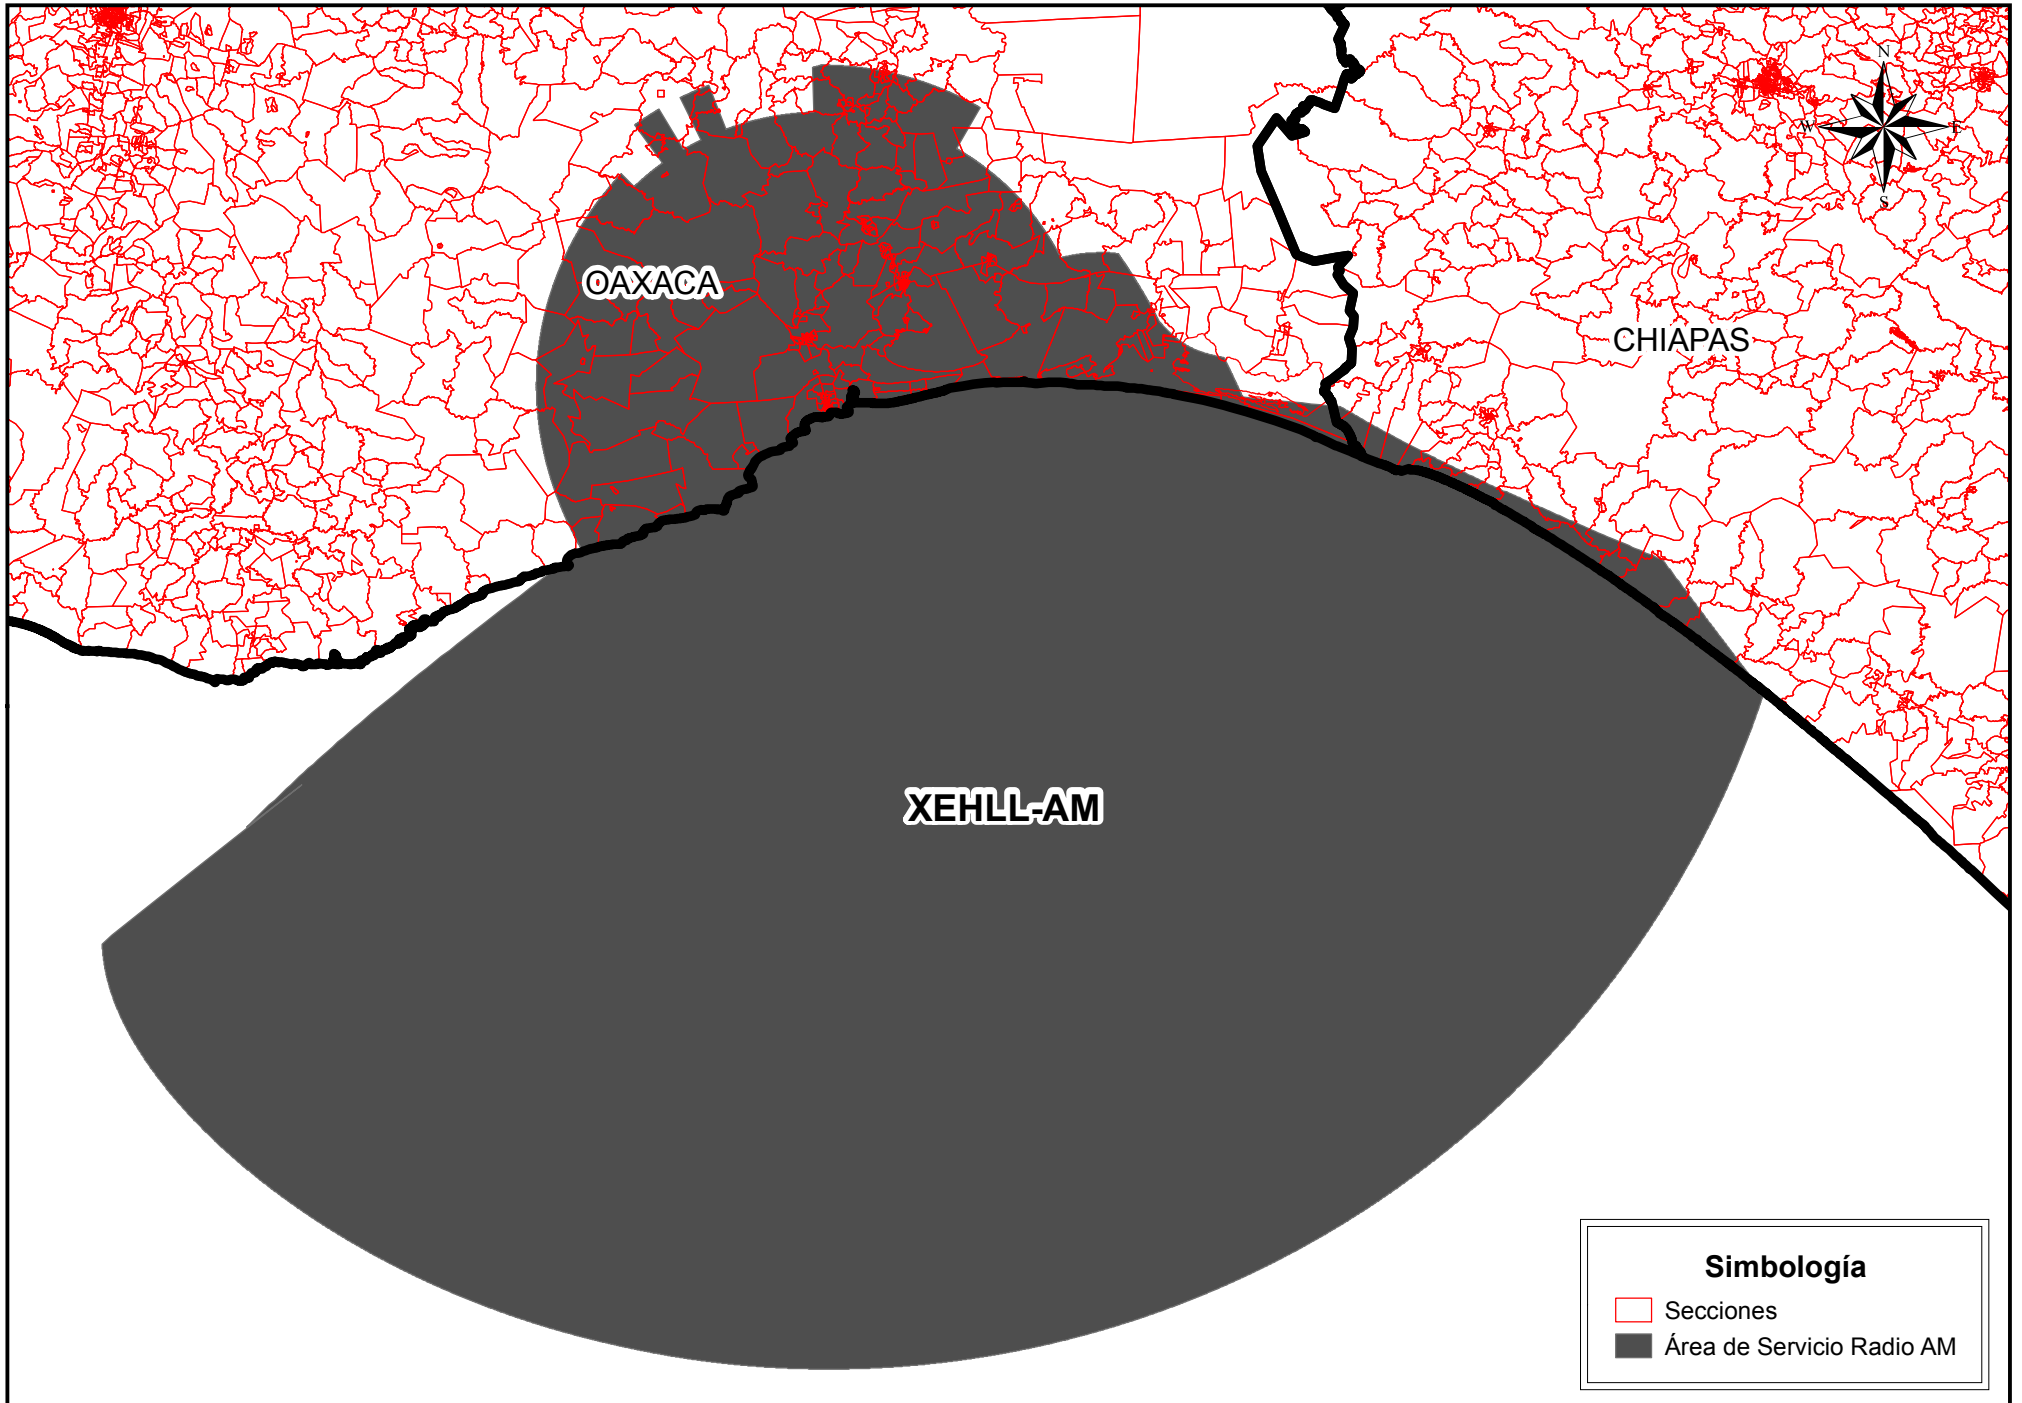 N
W
E
S
OAXACA
CHIAPAS
XEHLL-AM
Simbología
Secciones
Área de Servicio Radio AM